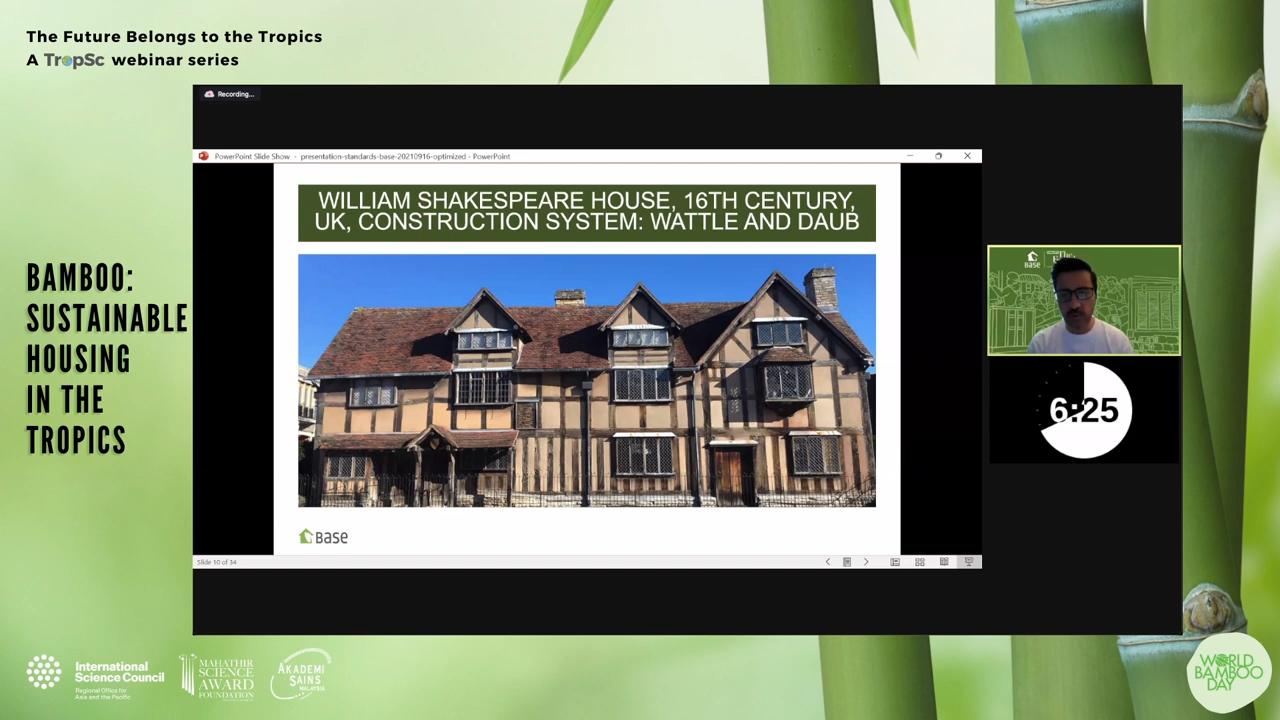 The Future Belongs to the Tropics
A TropSc webinar series
Recording...
PowerPoint Slide Show - presentation-standards-base-20210916-optimized - PowerPoint
WILLIAM SHAKESPEARE HOUSE, 16TH CENTURY,
UK, CONSTRUCTION SYSTEM: WATTLE AND DAUB
BAMBOO:
SUSTAINABLE
HOUSING
IN THE
TROPICS
BASE
6:25
BASE
Slide 10 of 34
International
Science Council
Regional Office for
Asia and the Pacific
MAHATHIR
SCIENCE
AWARD
FOUNDATION
AKADEMI
SAINS
MALAYSIA
WORLD
BAMBOO
DAY